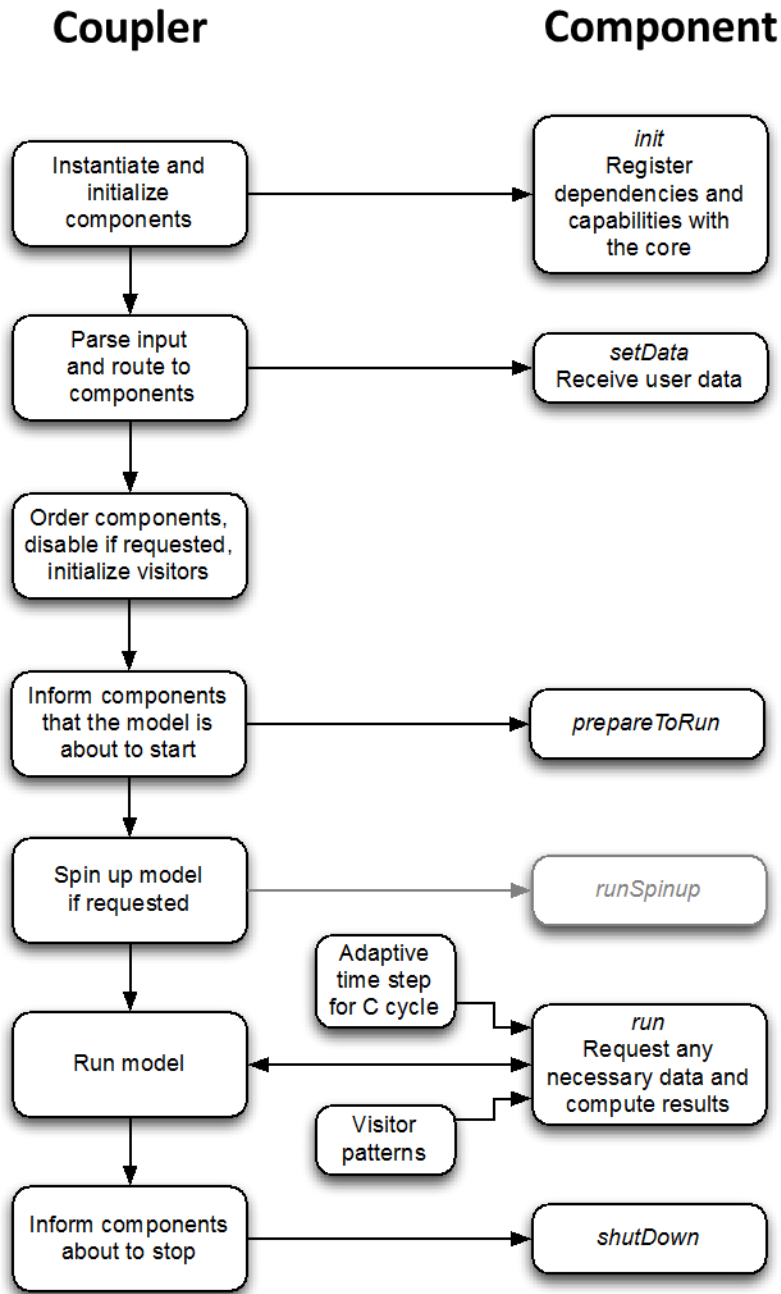 Coupler
Component
Instantiate and
initialize
components
init
Register
dependencies and
capabilities with
the core
Parse input
and route to
components
setData
Receive user data
Order components,
disable if requested,
initialize visitors
Inform components
that the model is
about to start
prepareToRun
Spin up model
if requested
runSpinup
Adaptive
time step
for C cycle
Run model
run
Request any
necessary data and
compute results
Visitor
patterns
Inform components
about to stop
shutDown